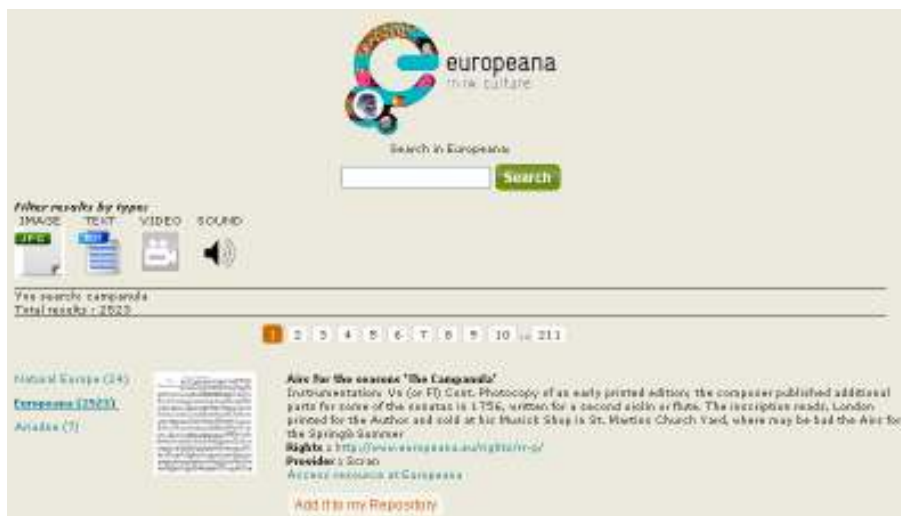 europeana
think culture
Search in Europeana
Search
Filter results by type:
IMAGE TEXT VIDEO SOUND
JPG
You search: campanula
Total results : 2523
1 2 3 4 5 6 7 8 9 10 ... 211
Natural Europe (24)
Europeana (2523)
Ariadne (7)
Airs for the seasons 'The Campanula'
Instrumentation: Vn (or Fl) Cont. Photocopy of an early printed edition; the composer published additional
parts for some of the sonatas in 1756, written for a second violin or flute. The inscription reads, London
printed for the Author and sold at his Musick Shop in St. Martins Church Yard, where may be had the Airs for
the Spring& Summer
Rights : http://www.europeana.eu/rights/rr-p/
Provider : Scran
Access resource at Europeana
Add it to my Repository